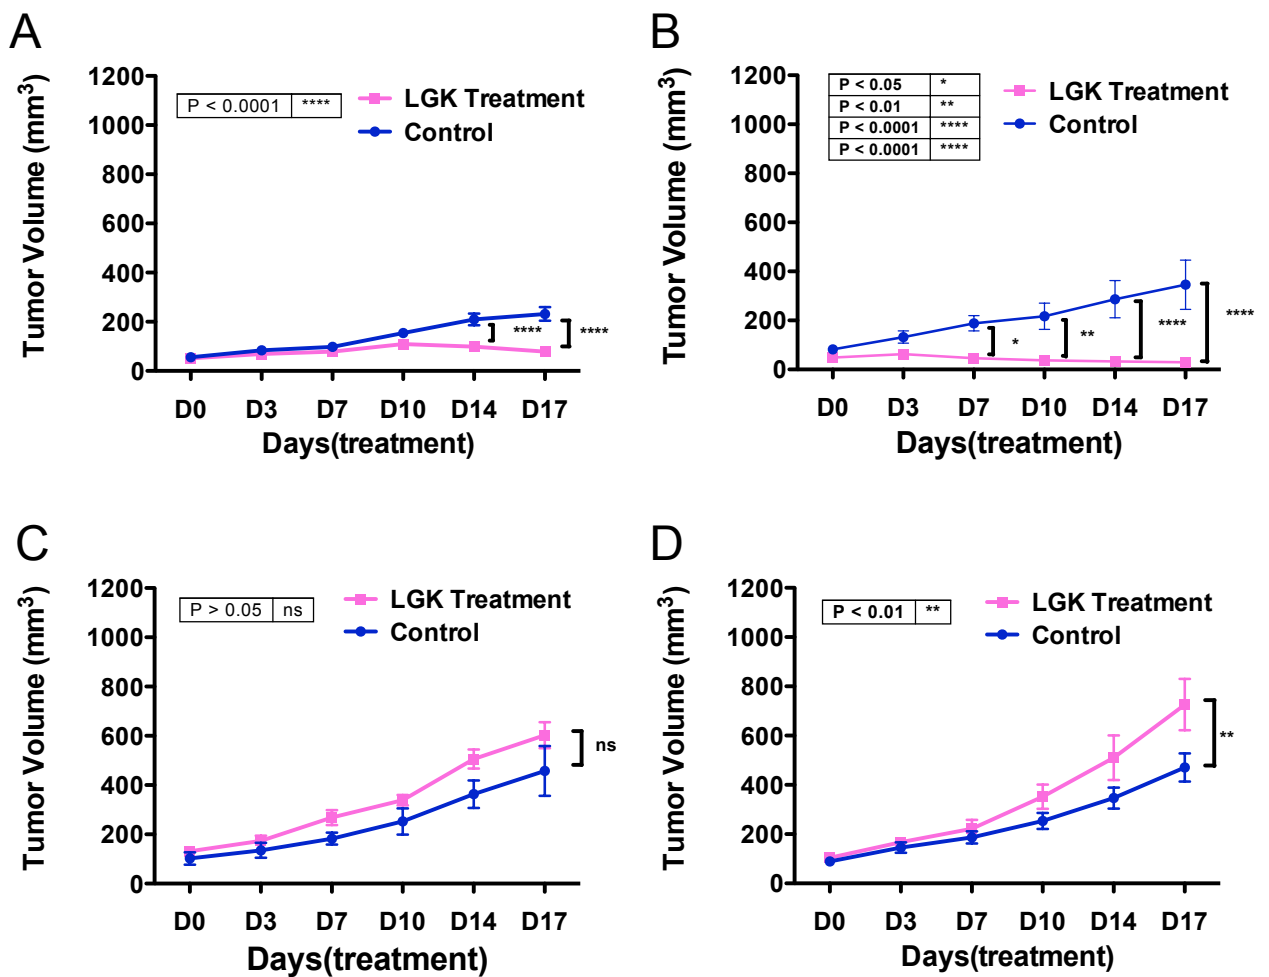 A
Tumor Volume (mm³)
1200
1000
800
600
400
200
0
P < 0.0001 ****
LGK Treatment
Control
****
****
D0 D3 D7 D10 D14 D17
Days(treatment)
B
Tumor Volume (mm³)
1200
1000
800
600
400
200
0
P < 0.05 *
P < 0.01 **
P < 0.0001 ****
P < 0.0001 ****
LGK Treatment
Control
*
**
****
****
D0 D3 D7 D10 D14 D17
Days(treatment)
C
Tumor Volume (mm³)
1200
1000
800
600
400
200
0
P > 0.05 ns
LGK Treatment
Control
ns
D0 D3 D7 D10 D14 D17
Days(treatment)
D
Tumor Volume (mm³)
1200
1000
800
600
400
200
0
P < 0.01 **
LGK Treatment
Control
**
D0 D3 D7 D10 D14 D17
Days(treatment)